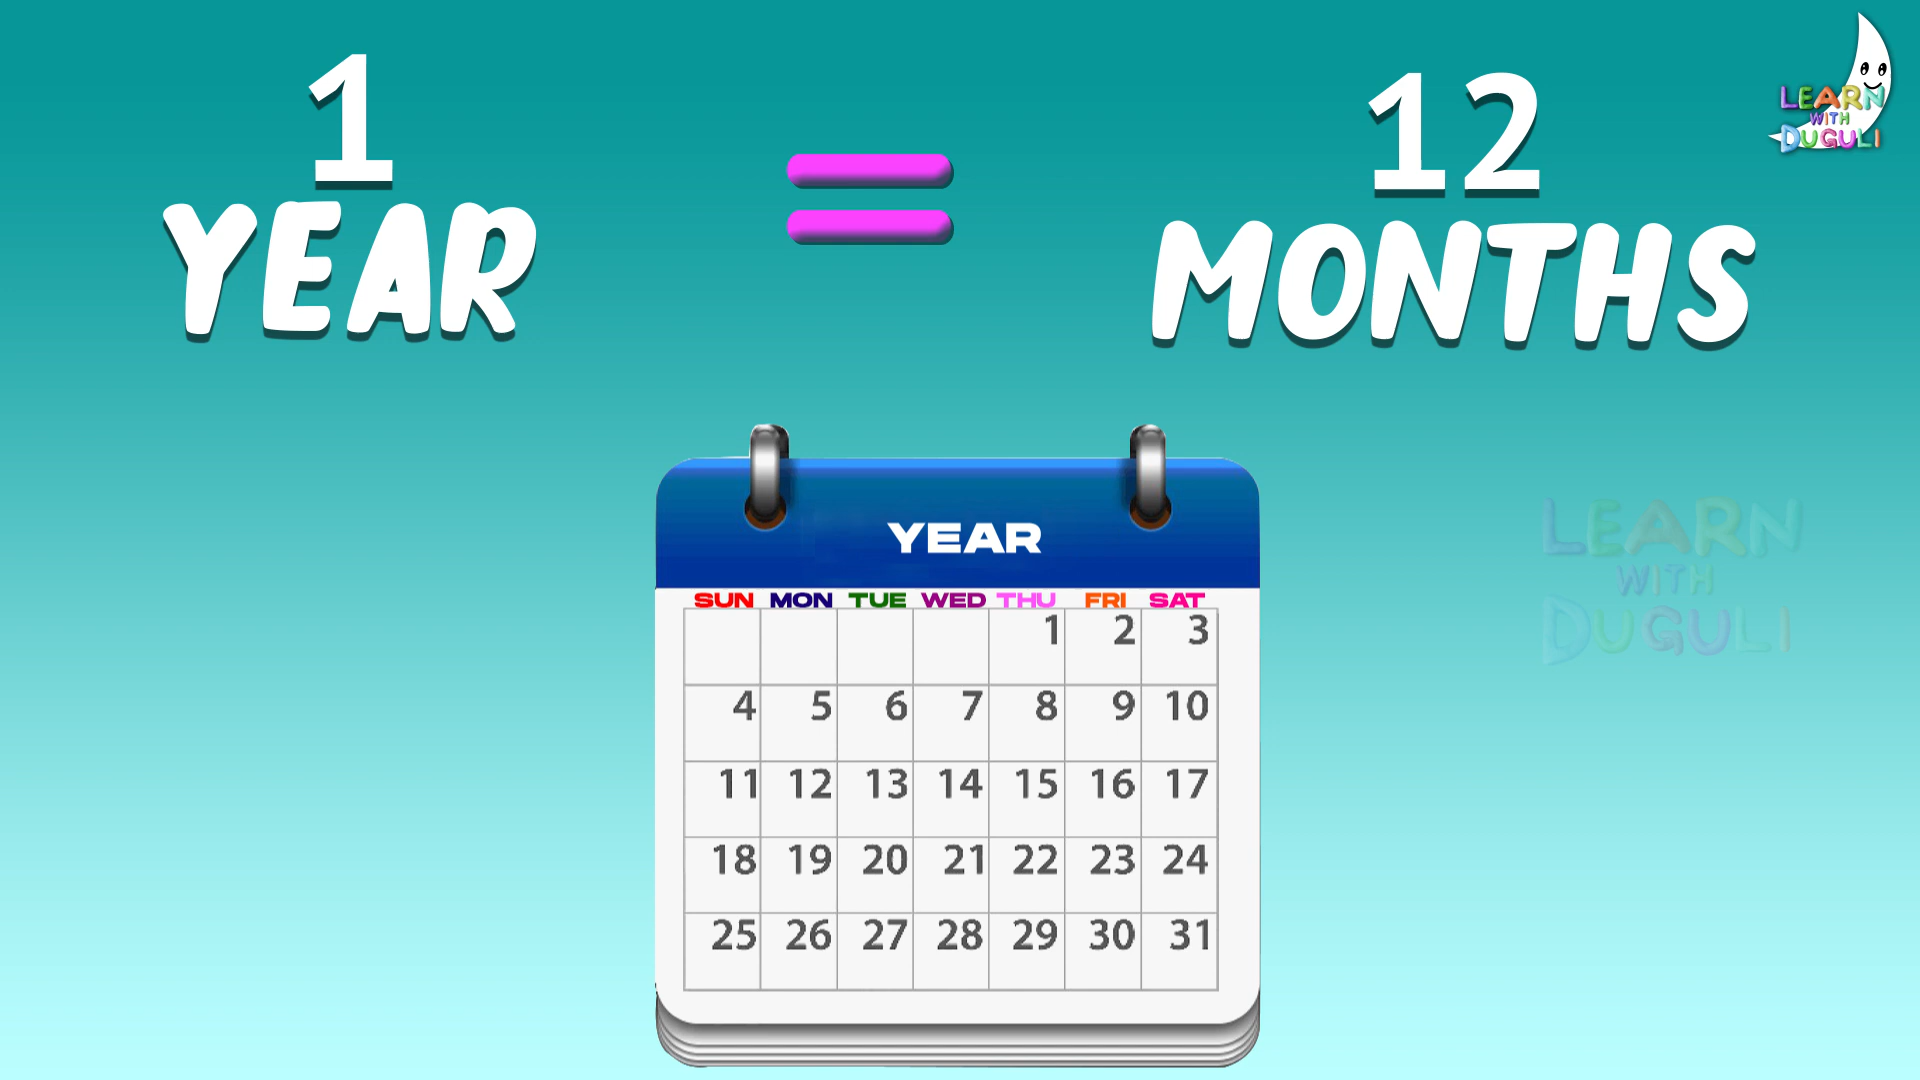 1
YEAR
=
12
MONTHS
LEARN
WITH
DUGULI
YEAR
SUN MON TUE WED THU FRI SAT
1 2 3
4 5 6 7 8 9 10
11 12 13 14 15 16 17
18 19 20 21 22 23 24
25 26 27 28 29 30 31
LEARN
WITH
DUGULI